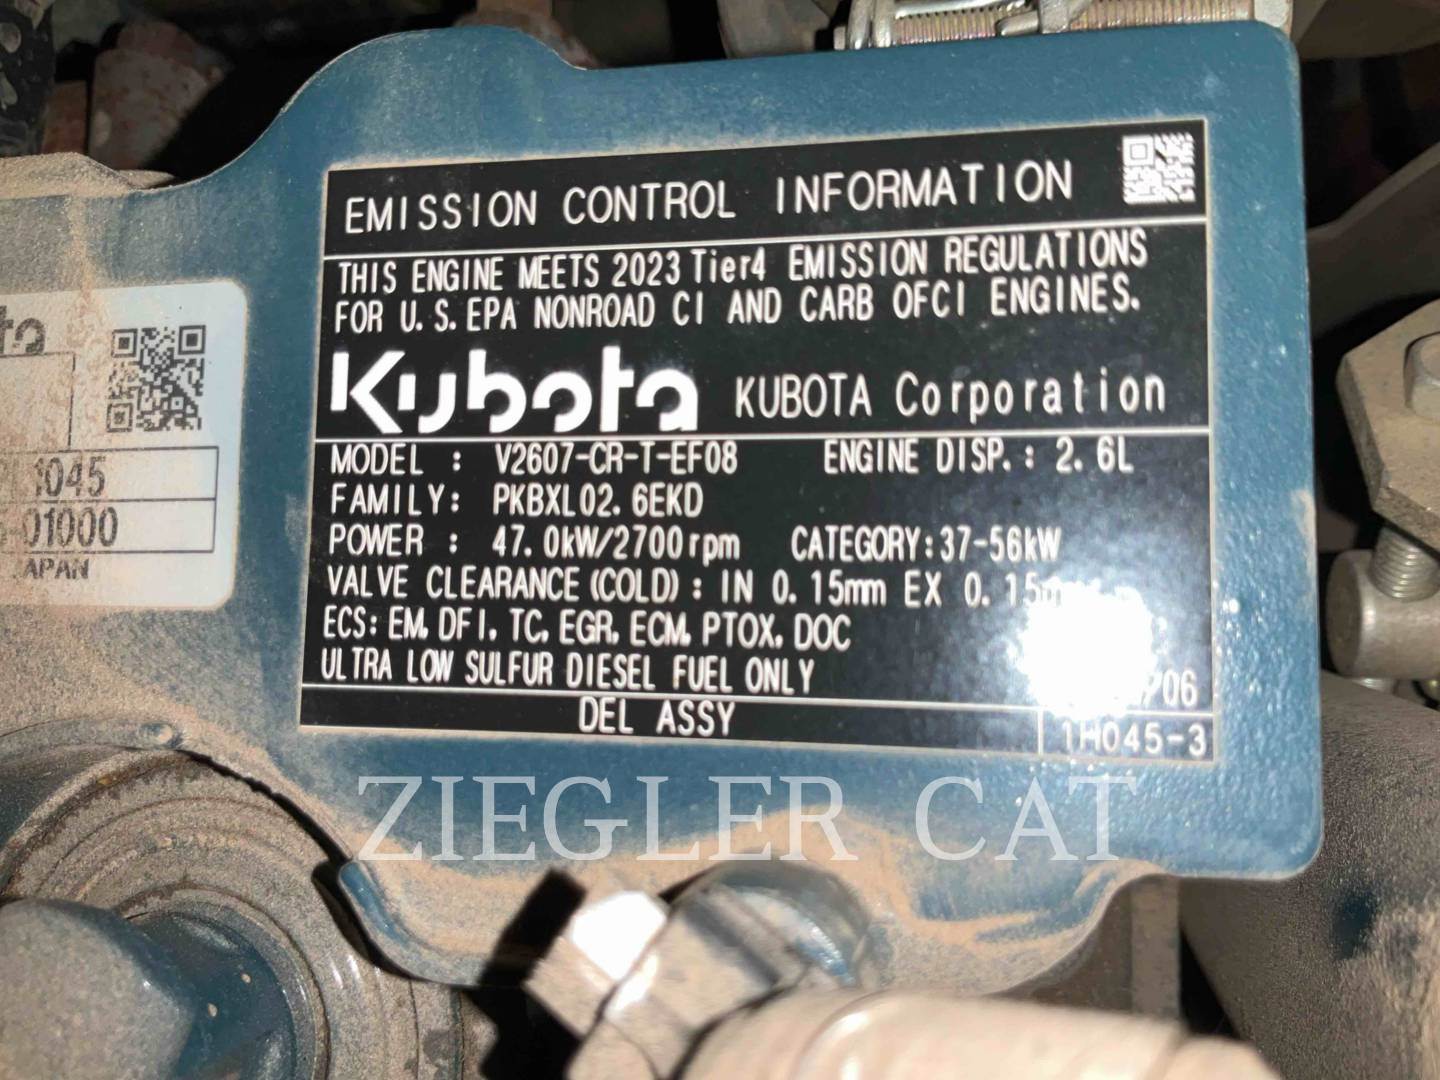 EMISSION CONTROL INFORMATION
THIS ENGINE MEETS 2023 Tier4 EMISSION REGULATIONS
FOR U.S. EPA NONROAD CI AND CARB OFCI ENGINES.
Kubota KUBOTA Corporation
MODEL : V2607-CR-T-EF08 ENGINE DISP.: 2.6L
FAMILY: PKBXL02.6EKD
POWER : 47.0kW/2700rpm CATEGORY:37-56kW
VALVE CLEARANCE(COLD): IN 0.15mm EX 0.15
ECS: EM, DFI, TC, EGR, ECM, PTOX, DOC
ULTRA LOW SULFUR DIESEL FUEL ONLY
DEL ASSY 1H045-3
1045
01000
JAPAN
ZIEGLER CAT